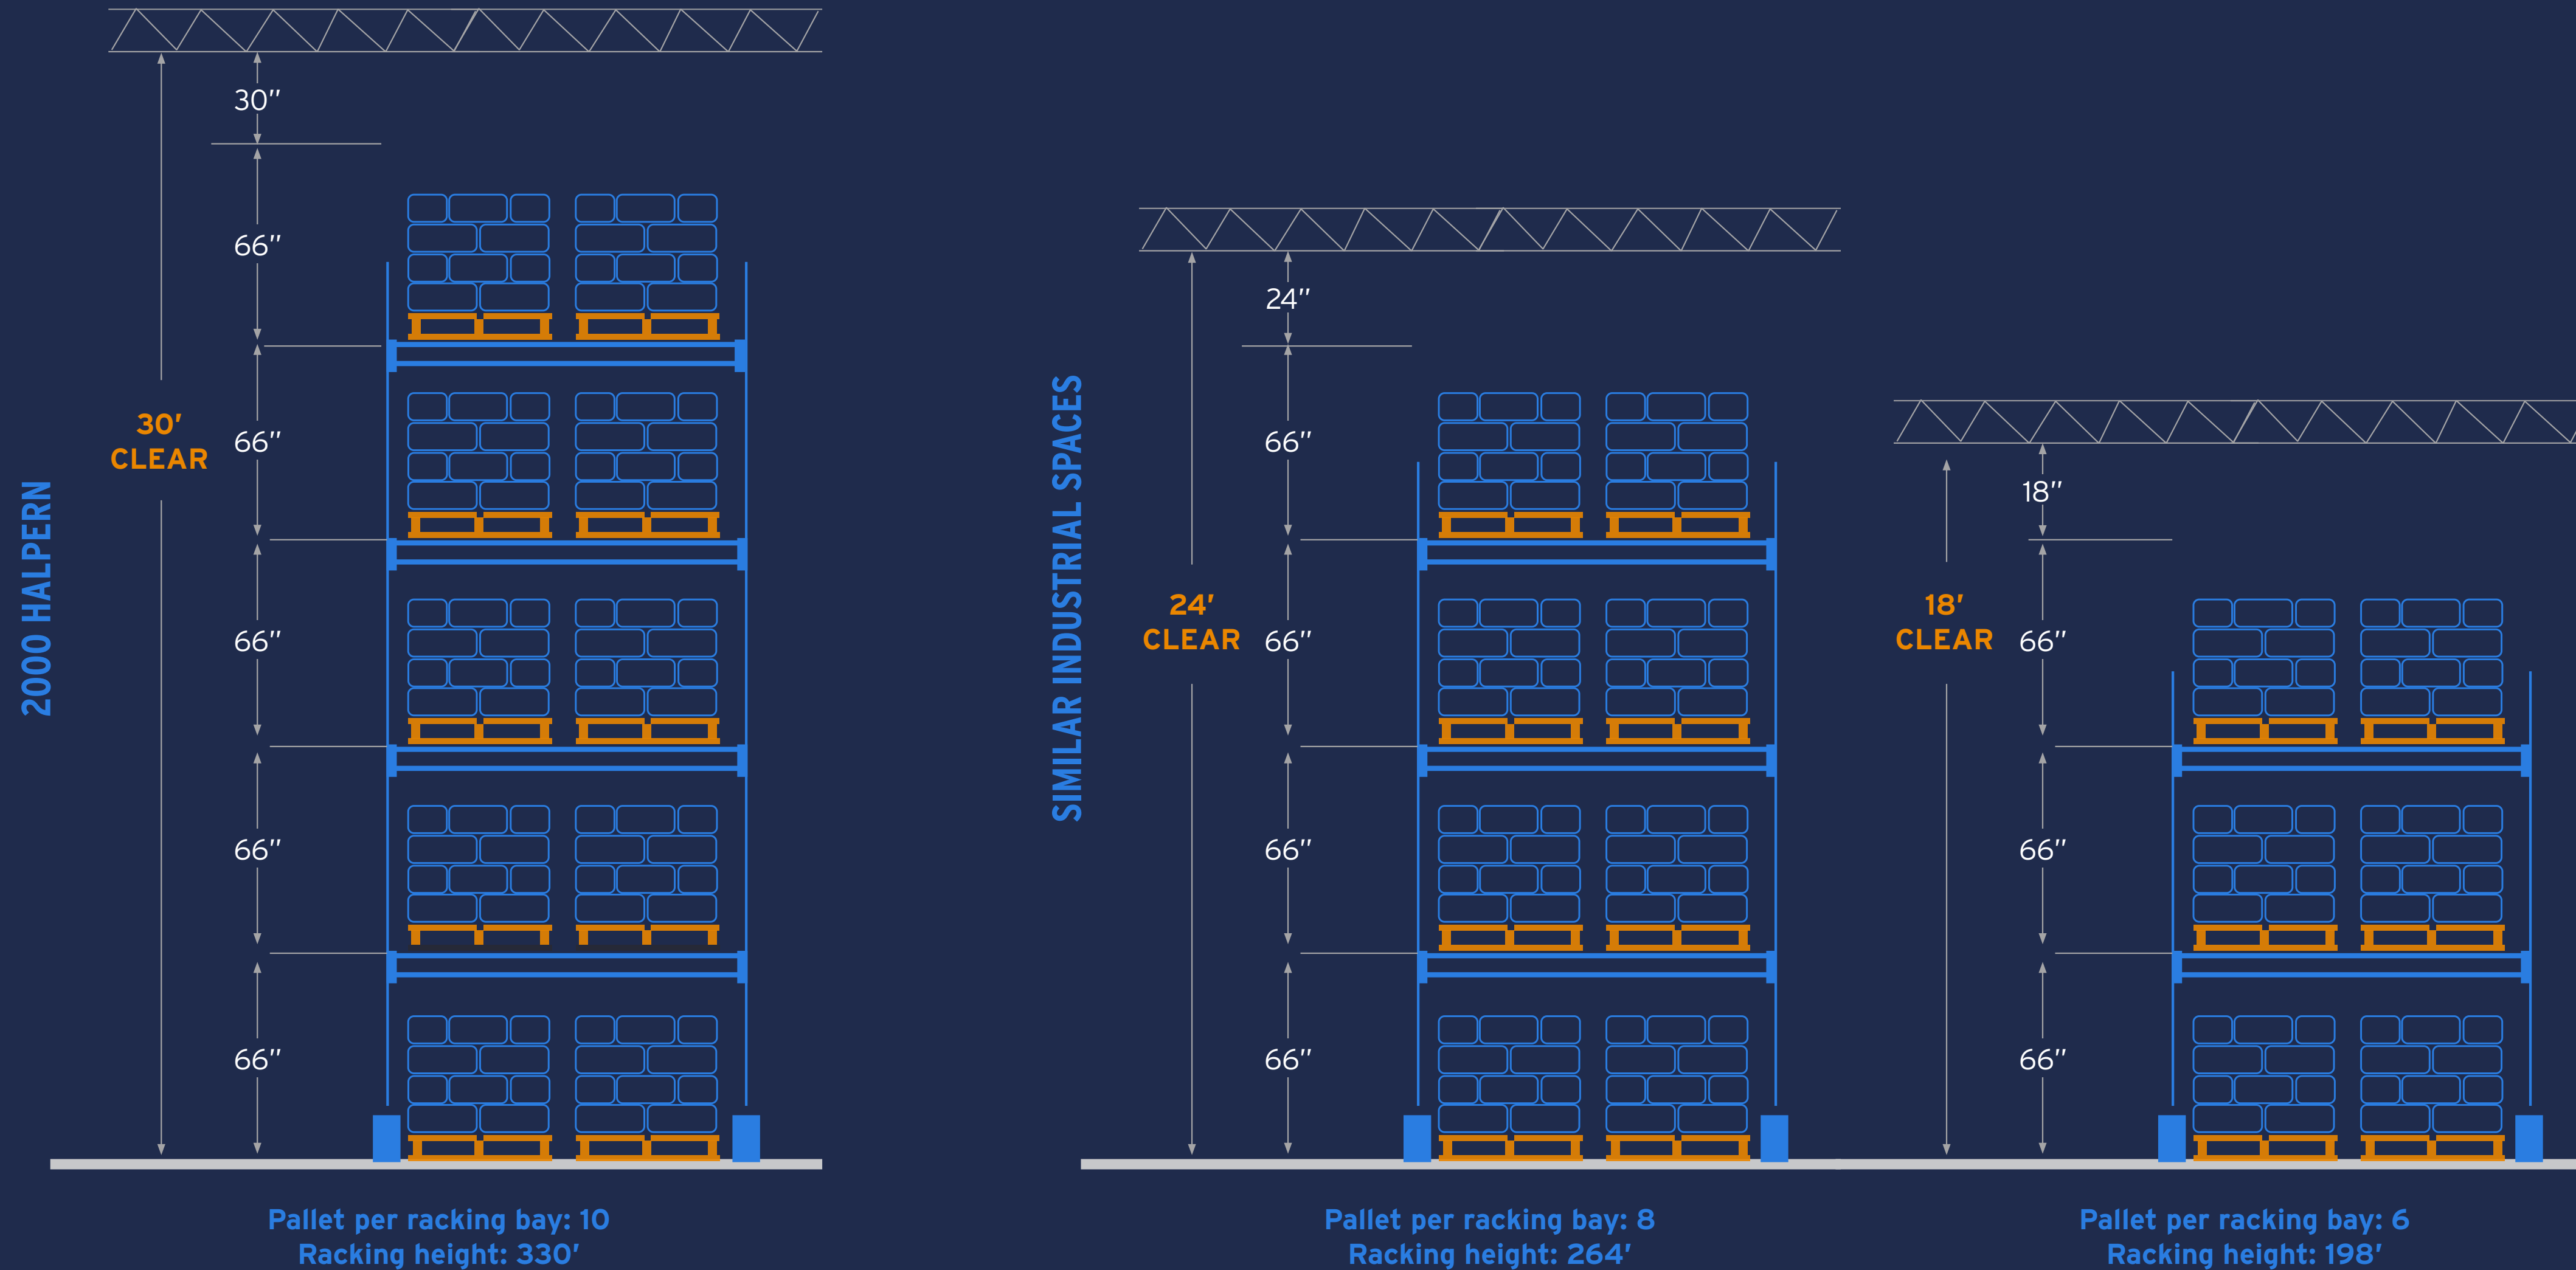 2000 HALPERN
30′
CLEAR
30″
66″
66″
66″
66″
66″
Pallet per racking bay: 10
Racking height: 330′
SIMILAR INDUSTRIAL SPACES
24′
CLEAR
24″
66″
66″
66″
66″
Pallet per racking bay: 8
Racking height: 264′
18′
CLEAR
18″
66″
66″
66″
Pallet per racking bay: 6
Racking height: 198′